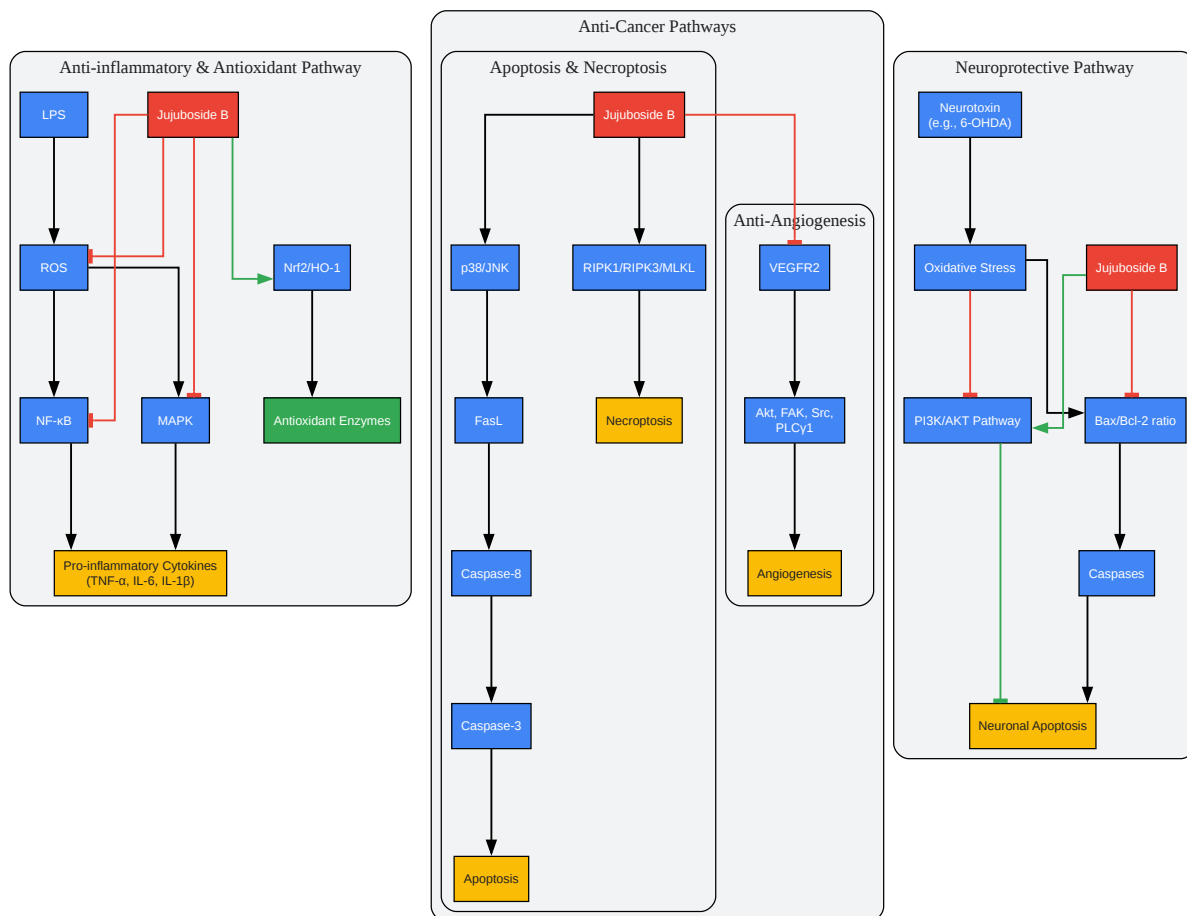 Anti-Cancer Pathways
Anti-inflammatory & Antioxidant Pathway
LPS
Jujuboside B
ROS
Nrf2/HO-1
NF-κB
MAPK
Antioxidant Enzymes
Pro-inflammatory Cytokines
(TNF-α, IL-6, IL-1β)
Apoptosis & Necroptosis
Jujuboside B
p38/JNK
RIPK1/RIPK3/MLKL
FasL
Necroptosis
Caspase-8
Caspase-3
Apoptosis
Anti-Angiogenesis
VEGFR2
Akt, FAK, Src,
PLCγ1
Angiogenesis
Neuroprotective Pathway
Neurotoxin
(e.g., 6-OHDA)
Oxidative Stress
Jujuboside B
PI3K/AKT Pathway
Bax/Bcl-2 ratio
Caspases
Neuronal Apoptosis